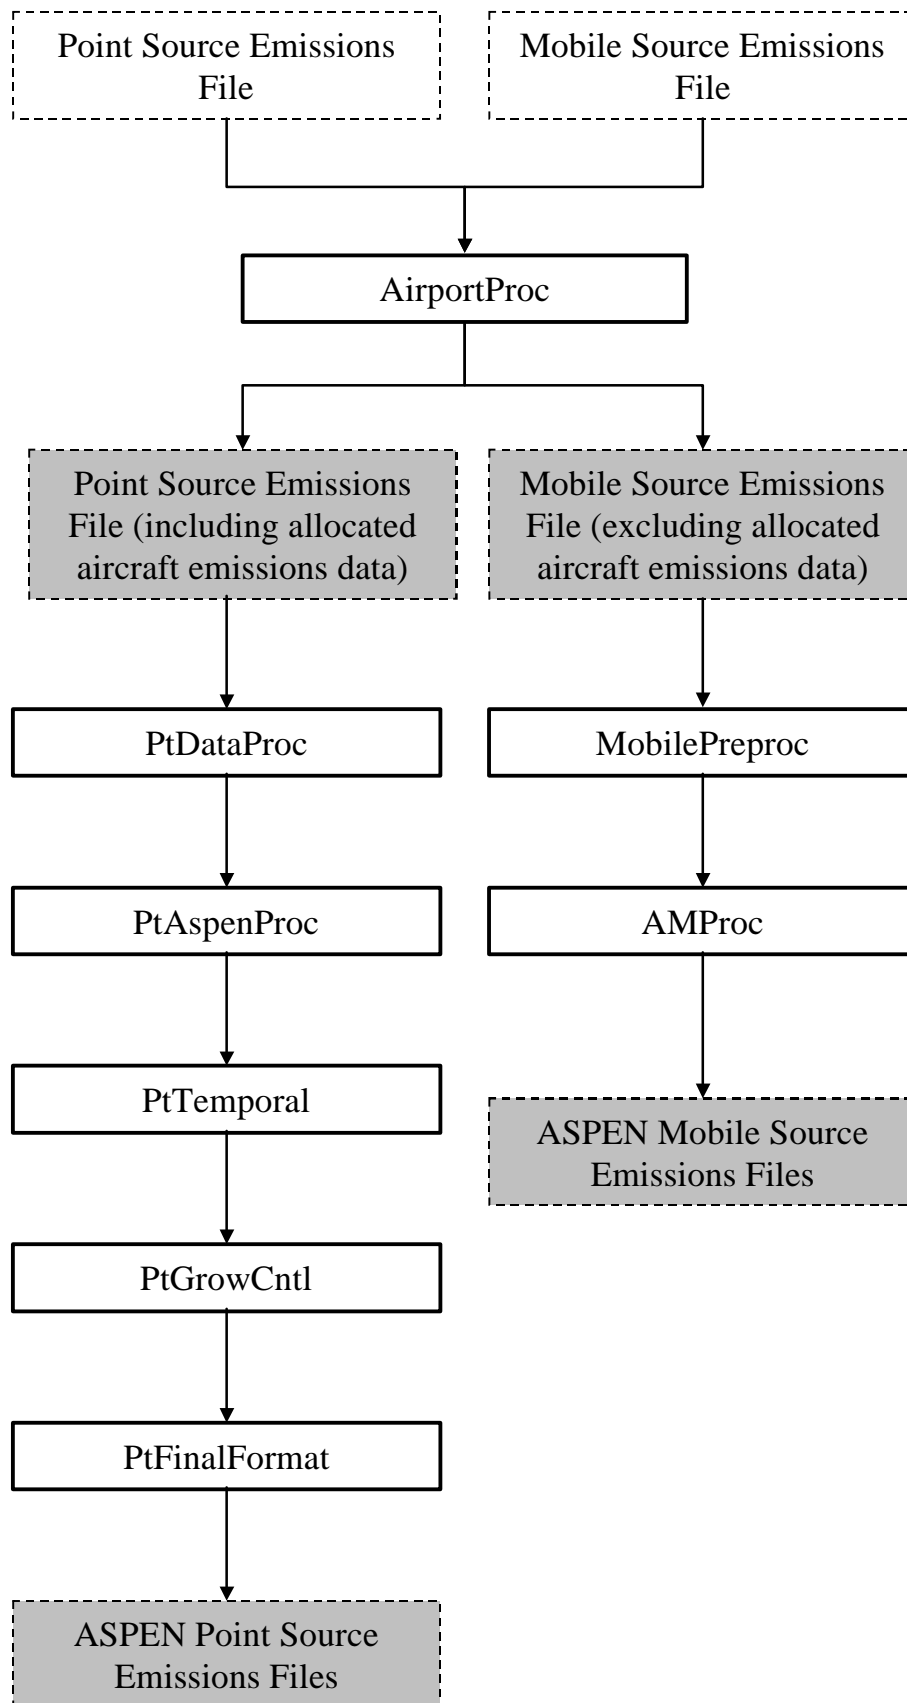 Point Source Emissions
File
Mobile Source Emissions
File
AirportProc
Point Source Emissions
File (including allocated
aircraft emissions data)
Mobile Source Emissions
File (excluding allocated
aircraft emissions data)
PtDataProc
MobilePreproc
PtAspenProc
AMProc
PtTemporal
ASPEN Mobile Source
Emissions Files
PtGrowCntl
PtFinalFormat
ASPEN Point Source
Emissions Files